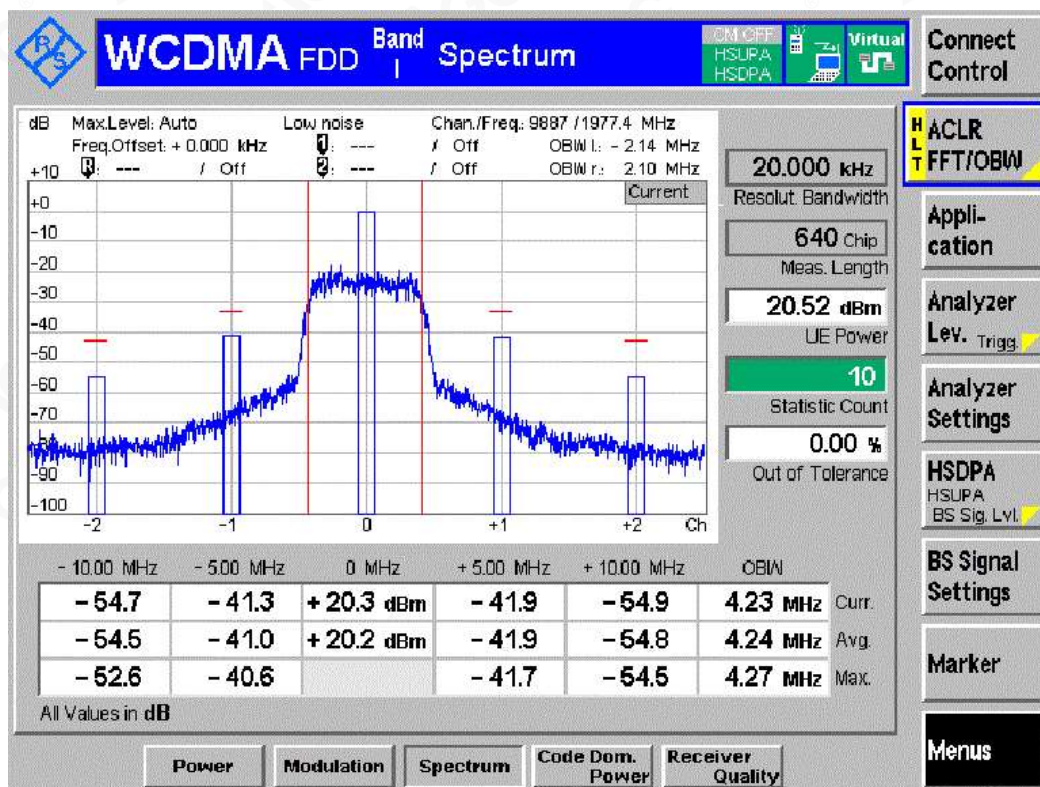 R&S
WCDMA FDD Band I Spectrum
CM OFF
HSUPA
HSDPA
Virtual
Connect Control
dB Max.Level: Auto Low noise Chan./Freq.: 9887 / 1977.4 MHz
Freq.Offset: + 0.000 kHz 1: --- / Off OBW l.: - 2.14 MHz
R: --- / Off 2: --- / Off OBW r.: 2.10 MHz
Current
+10
+0
-10
-20
-30
-40
-50
-60
-70
-80
-90
-100
-2 -1 0 +1 +2 Ch
20.000 kHz
Resolut. Bandwidth
640 Chip
Meas. Length
20.52 dBm
UE Power
10
Statistic Count
0.00 %
Out of Tolerance
- 10.00 MHz - 5.00 MHz 0 MHz + 5.00 MHz + 10.00 MHz OBW
- 54.7 - 41.3 + 20.3 dBm - 41.9 - 54.9 4.23 MHz Curr.
- 54.5 - 41.0 + 20.2 dBm - 41.9 - 54.8 4.24 MHz Avg.
- 52.6 - 40.6 - 41.7 - 54.5 4.27 MHz Max.
All Values in dB
HLT
ACLR
FFT/OBW
Appli-
cation
Analyzer
Lev. Trigg.
Analyzer
Settings
HSDPA
HSUPA
BS Sig. Lvl.
BS Signal
Settings
Marker
Menus
Power
Modulation
Spectrum
Code Dom.
Power
Receiver
Quality